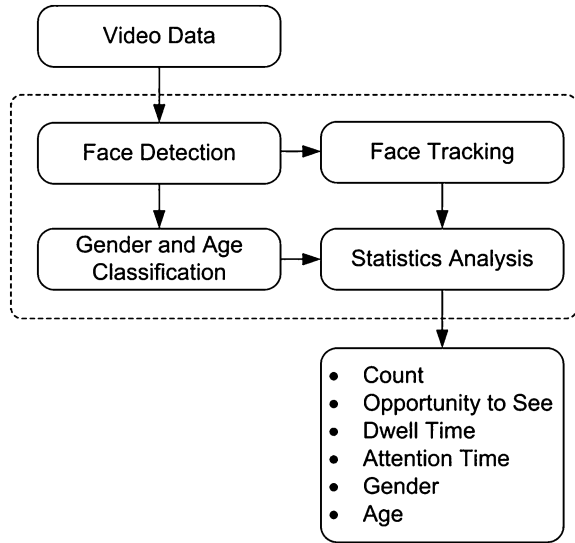 Video Data
Face Detection
Face Tracking
Gender and Age
Classification
Statistics Analysis
• Count
• Opportunity to See
• Dwell Time
• Attention Time
• Gender
• Age